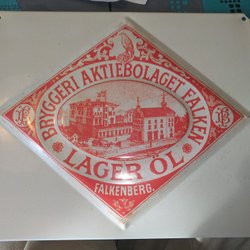 BRYGGERI AKTIEBOLAGET FALKEN
LAGER ÖL
FALKENBERG.